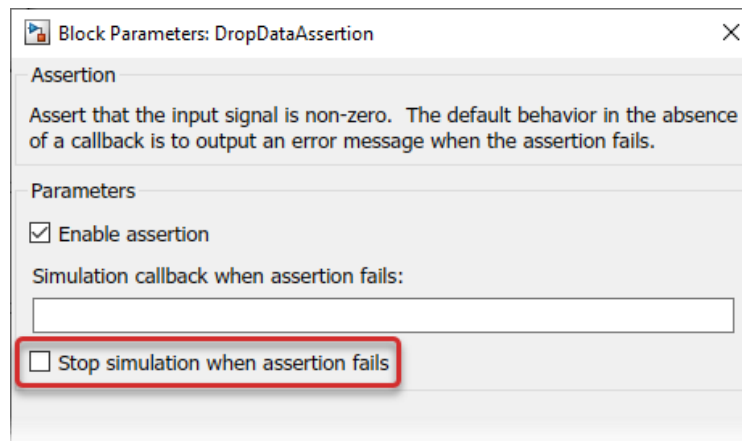 Block Parameters: DropDataAssertion
Assertion
Assert that the input signal is non-zero.  The default behavior in the absence
of a callback is to output an error message when the assertion fails.
Parameters
Enable assertion
Simulation callback when assertion fails:
Stop simulation when assertion fails